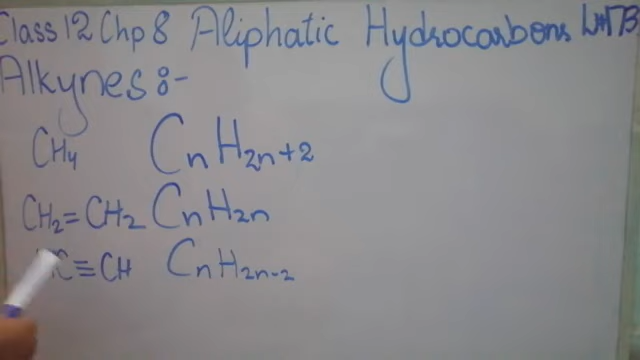 Class 12 Chp 8 Aliphatic Hydrocarbons
Alkynes :-
CH4 CnH2n+2
CH2=CH2 CnH2n
C≡CH CnH2n-2